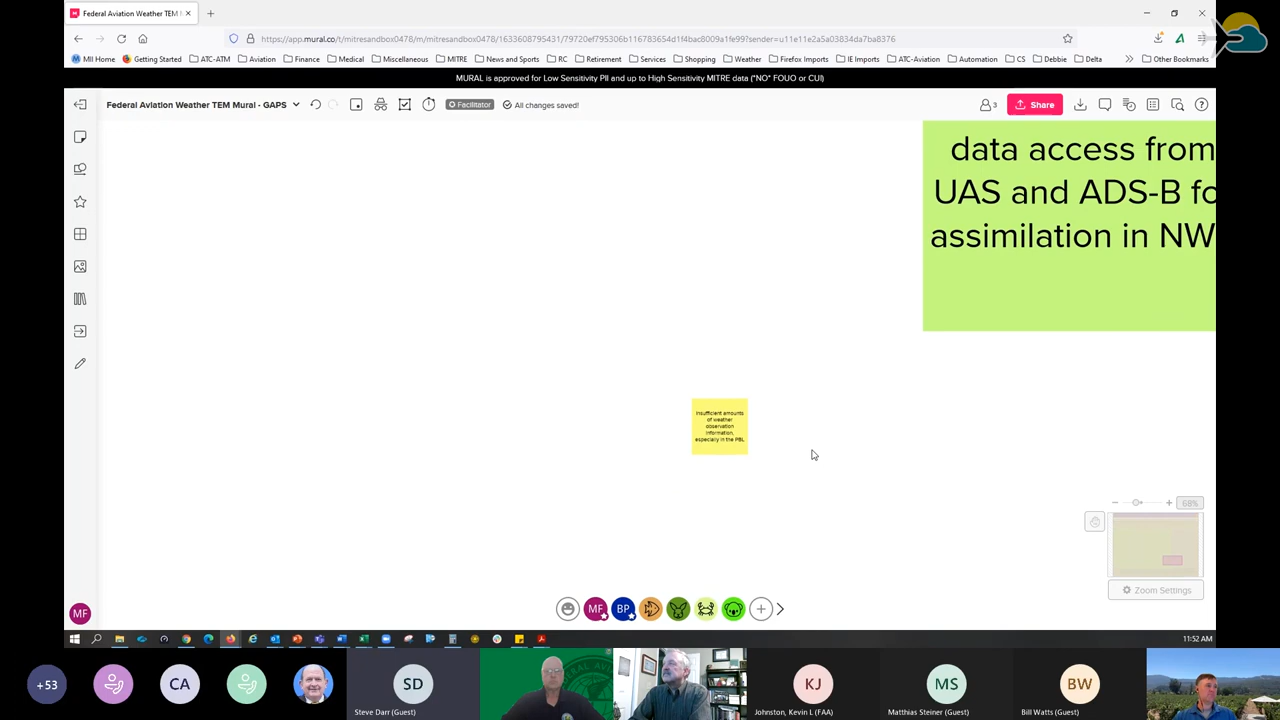 Federal Aviation Weather TEM M
https://app.mural.co/t/mitresandbox0478/m/mitresandbox0478/1633608795431/79720ef795306b116783654d1f4bac8009a1fe99?sender=u11e11e2a5a03834da7ba8376
MII Home
Getting Started
ATC-ATM
Aviation
Finance
Medical
Miscellaneous
MITRE
News and Sports
RC
Retirement
Services
Shopping
Weather
Firefox Imports
IE Imports
ATC-Aviation
Automation
CS
Debbie
Delta
Other Bookmarks
MURAL is approved for Low Sensitivity PII and up to High Sensitivity MITRE data ("NO" FOUO or CUI)
Federal Aviation Weather TEM Mural - GAPS
Facilitator
All changes saved!
3
Share
data access from
UAS and ADS-B fo
assimilation in NW
Insufficient amounts
of weather
observation
information,
especially in the PBL
68%
Zoom Settings
MF
MF
BP
11:52 AM
+53
CA
SD
Steve Darr (Guest)
KJ
Johnston, Kevin L (FAA)
MS
Matthias Steiner (Guest)
BW
Bill Watts (Guest)